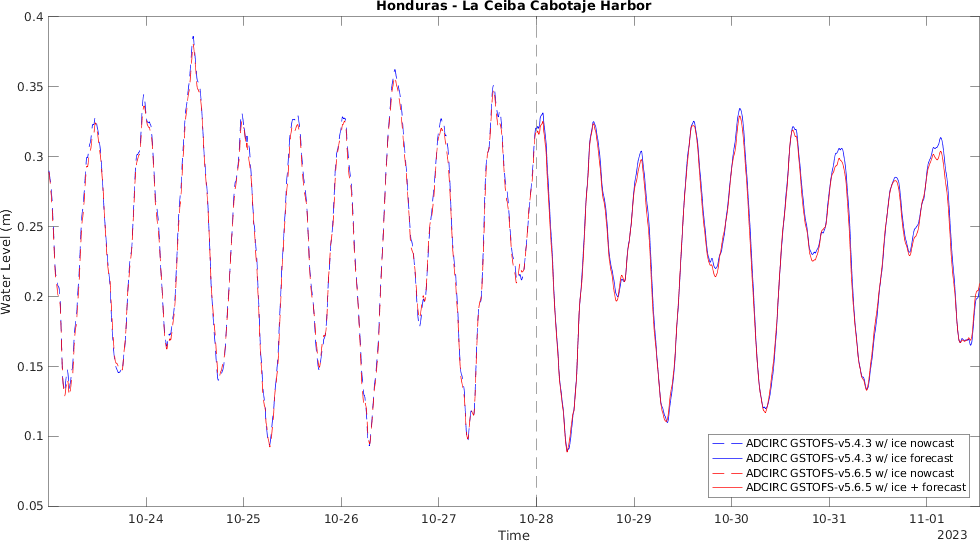 Honduras - La Ceiba Cabotaje Harbor
0.4
0.35
0.3
0.25
0.2
0.15
0.1
0.05
Water Level (m)
10-24 10-25 10-26 10-27 10-28 10-29 10-30 10-31 11-01
Time
2023
ADCIRC GSTOFS-v5.4.3 w/ ice nowcast
ADCIRC GSTOFS-v5.4.3 w/ ice forecast
ADCIRC GSTOFS-v5.6.5 w/ ice nowcast
ADCIRC GSTOFS-v5.6.5 w/ ice + forecast